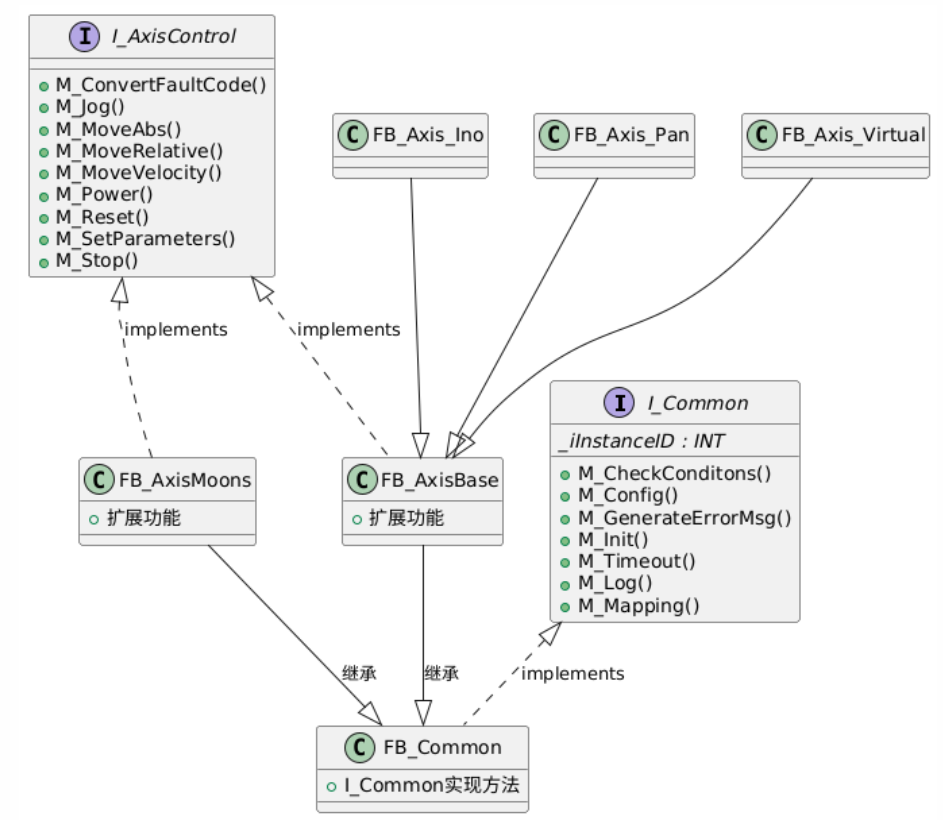 I I_AxisControl
M_ConvertFaultCode()
M_Jog()
M_MoveAbs()
M_MoveRelative()
M_MoveVelocity()
M_Power()
M_Reset()
M_SetParameters()
M_Stop()
C FB_Axis_Ino
C FB_Axis_Pan
C FB_Axis_Virtual
implements
implements
I I_Common
_iInstanceID : INT
M_CheckConditons()
M_Config()
M_GenerateErrorMsg()
M_Init()
M_Timeout()
M_Log()
M_Mapping()
C FB_AxisMoons
扩展功能
C FB_AxisBase
扩展功能
继承
继承
implements
C FB_Common
I_Common实现方法